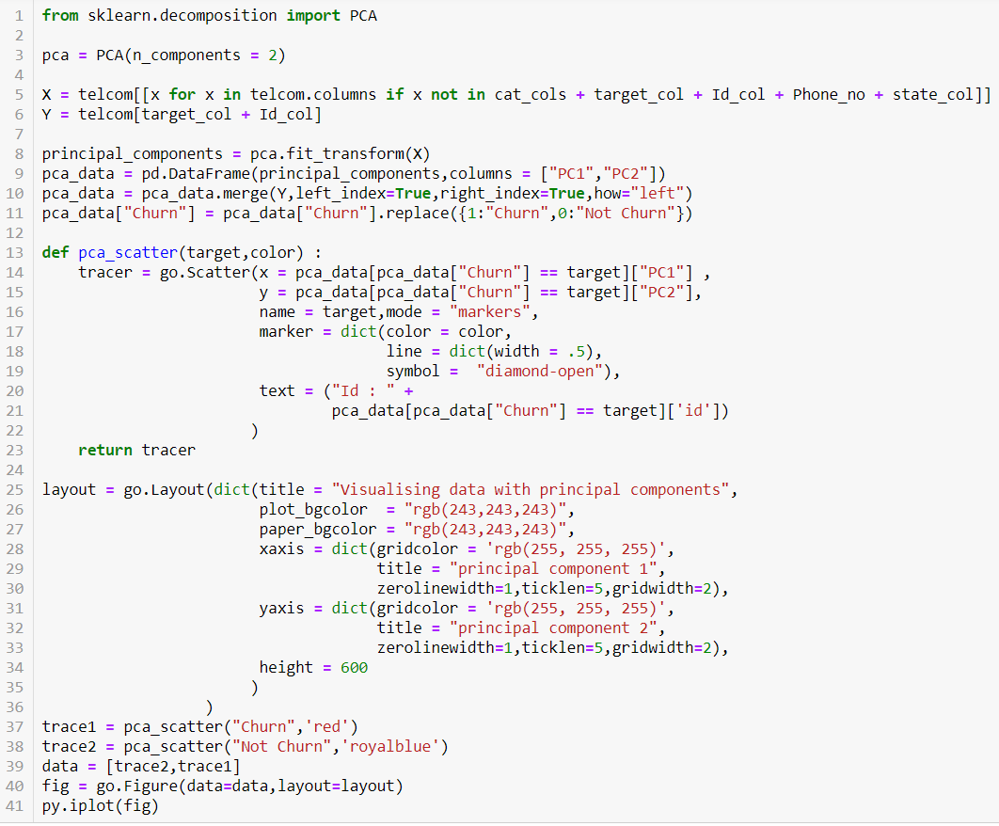 1 from sklearn.decomposition import PCA
2
3 pca = PCA(n_components = 2)
4
5 X = telcom[[x for x in telcom.columns if x not in cat_cols + target_col + Id_col + Phone_no + state_col]]
6 Y = telcom[target_col + Id_col]
7
8 principal_components = pca.fit_transform(X)
9 pca_data = pd.DataFrame(principal_components,columns = ["PC1","PC2"])
10 pca_data = pca_data.merge(Y,left_index=True,right_index=True,how="left")
11 pca_data["Churn"] = pca_data["Churn"].replace({1:"Churn",0:"Not Churn"})
12
13 def pca_scatter(target,color) :
14     tracer = go.Scatter(x = pca_data[pca_data["Churn"] == target]["PC1"] ,
15                         y = pca_data[pca_data["Churn"] == target]["PC2"],
16                         name = target,mode = "markers",
17                         marker = dict(color = color,
18                                       line = dict(width = .5),
19                                       symbol =  "diamond-open"),
20                         text = ("Id : " +
21                                 pca_data[pca_data["Churn"] == target]['id'])
22                        )
23     return tracer
24
25 layout = go.Layout(dict(title = "Visualising data with principal components",
26                         plot_bgcolor  = "rgb(243,243,243)",
27                         paper_bgcolor = "rgb(243,243,243)",
28                         xaxis = dict(gridcolor = 'rgb(255, 255, 255)',
29                                      title = "principal component 1",
30                                      zerolinewidth=1,ticklen=5,gridwidth=2),
31                         yaxis = dict(gridcolor = 'rgb(255, 255, 255)',
32                                      title = "principal component 2",
33                                      zerolinewidth=1,ticklen=5,gridwidth=2),
34                         height = 600
35                        )
36                   )
37 trace1 = pca_scatter("Churn",'red')
38 trace2 = pca_scatter("Not Churn",'royalblue')
39 data = [trace2,trace1]
40 fig = go.Figure(data=data,layout=layout)
41 py.iplot(fig)